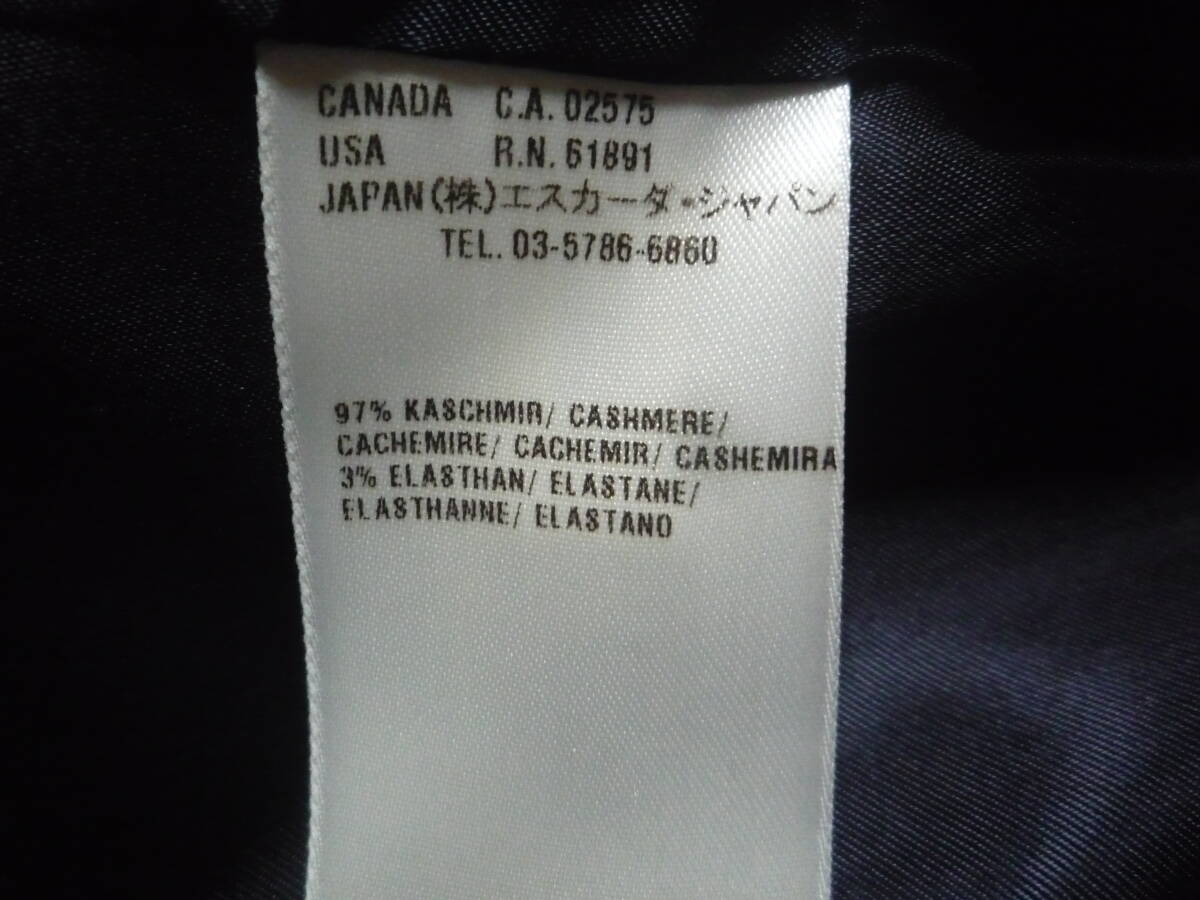 CANADA C.A. 02575
USA R.N. 61891
JAPAN(株)エスカーダ・ジャパン
TEL. 03-5786-6860
97% KASCHMIR/ CASHMERE/
CACHEMIRE/ CACHEMIR/ CASHEMIRA
3% ELASTHAN/ ELASTANE/
ELASTHANNE/ ELASTANO